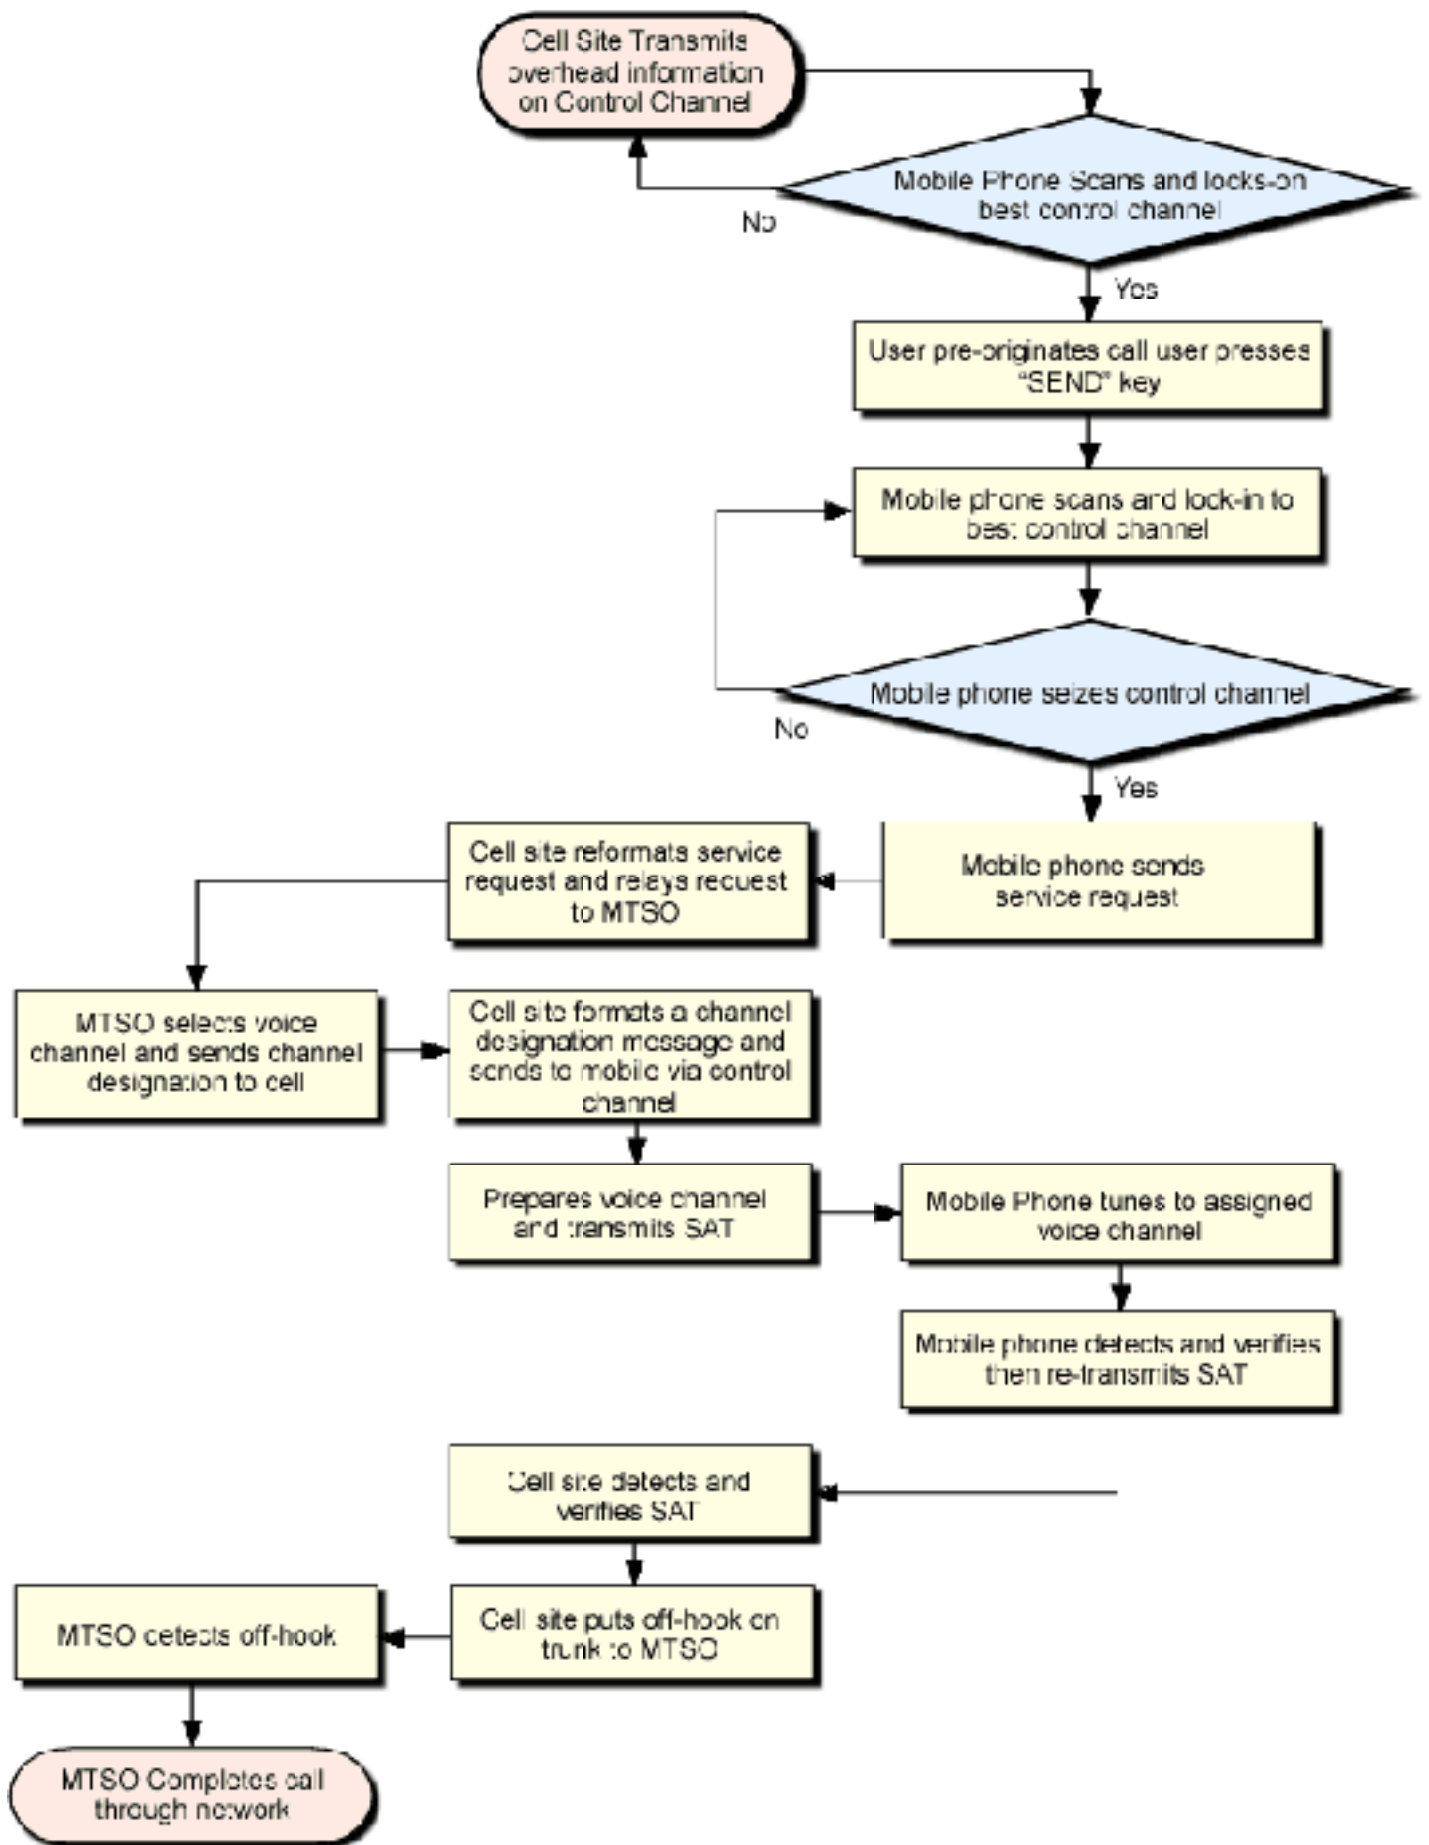 Cell Site Transmits
overhead information
on Control Channel
Mobile Phone Scans and locks-on
best control channel
No
Yes
User pre-originates call user presses
“SEND” key
Mobile phone scans and lock-in to
best control channel
Mobile phone seizes control channel
No
Yes
Mobile phone sends
service request
Cell site reformats service
request and relays request
to MTSO
MTSO selects voice
channel and sends channel
designation to cell
Cell site formats a channel
designation message and
sends to mobile via control
channel
Prepares voice channel
and transmits SAT
Mobile Phone tunes to assigned
voice channel
Mobile phone detects and verifies
then re-transmits SAT
Cell site detects and
verifies SAT
Cell site puts off-hook on
trunk to MTSO
MTSO detects off-hook
MTSO Completes call
through network